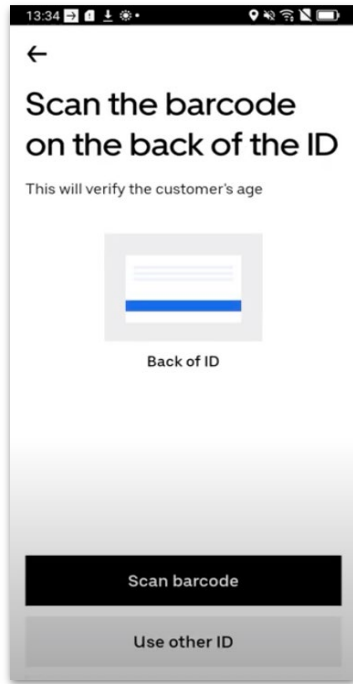 13:34
Scan the barcode
on the back of the ID
This will verify the customer's age
Back of ID
Scan barcode
Use other ID